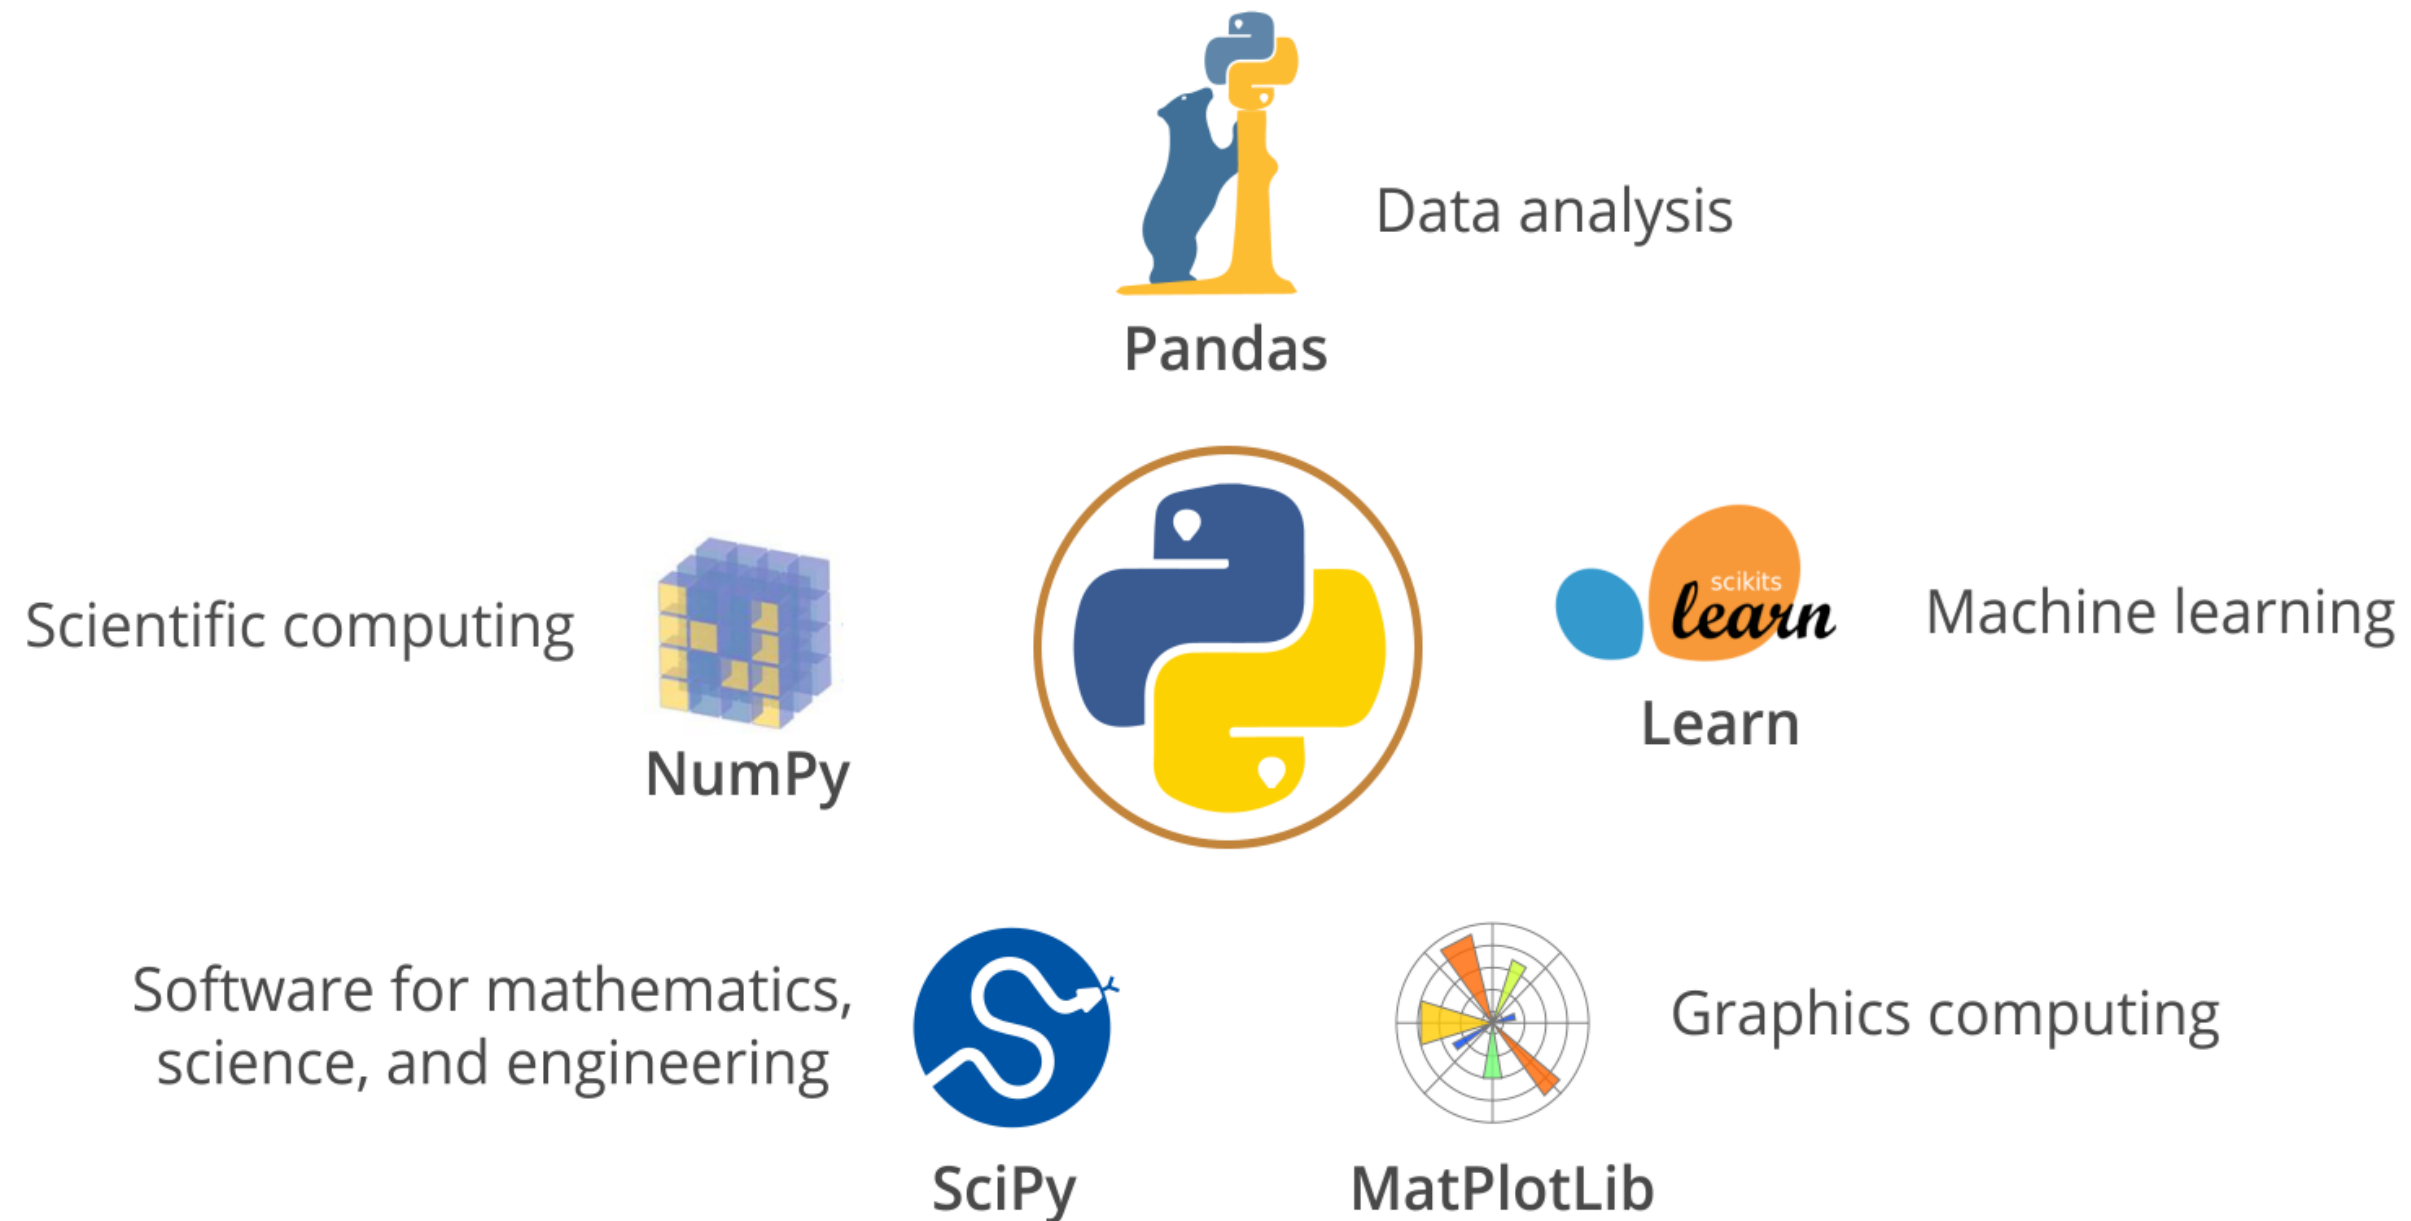 Data analysis
Pandas
Scientific computing
NumPy
scikits
learn
Learn
Machine learning
Software for mathematics,
science, and engineering
SciPy
Graphics computing
MatPlotLib